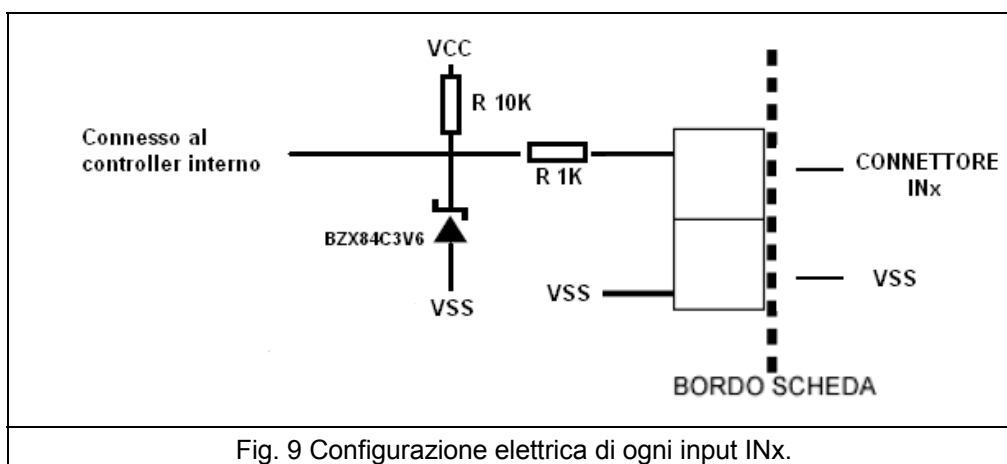 VCC
R 10K
Connesso al
controller interno
R 1K
CONNETTORE
INx
BZX84C3V6
VSS
VSS
VSS
BORDO SCHEDA
Fig. 9 Configurazione elettrica di ogni input INx.